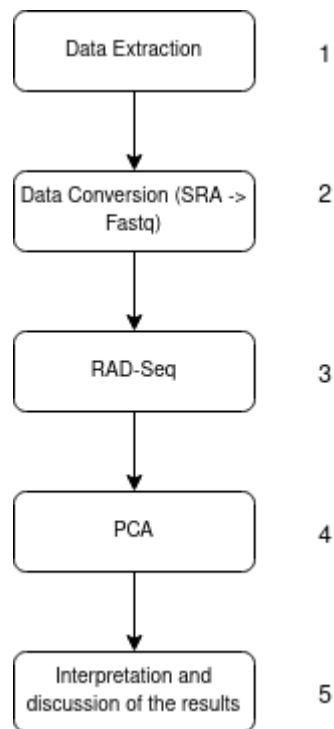 Data Extraction
1
Data Conversion (SRA ->
Fastq)
2
RAD-Seq
3
PCA
4
Interpretation and
discussion of the results
5